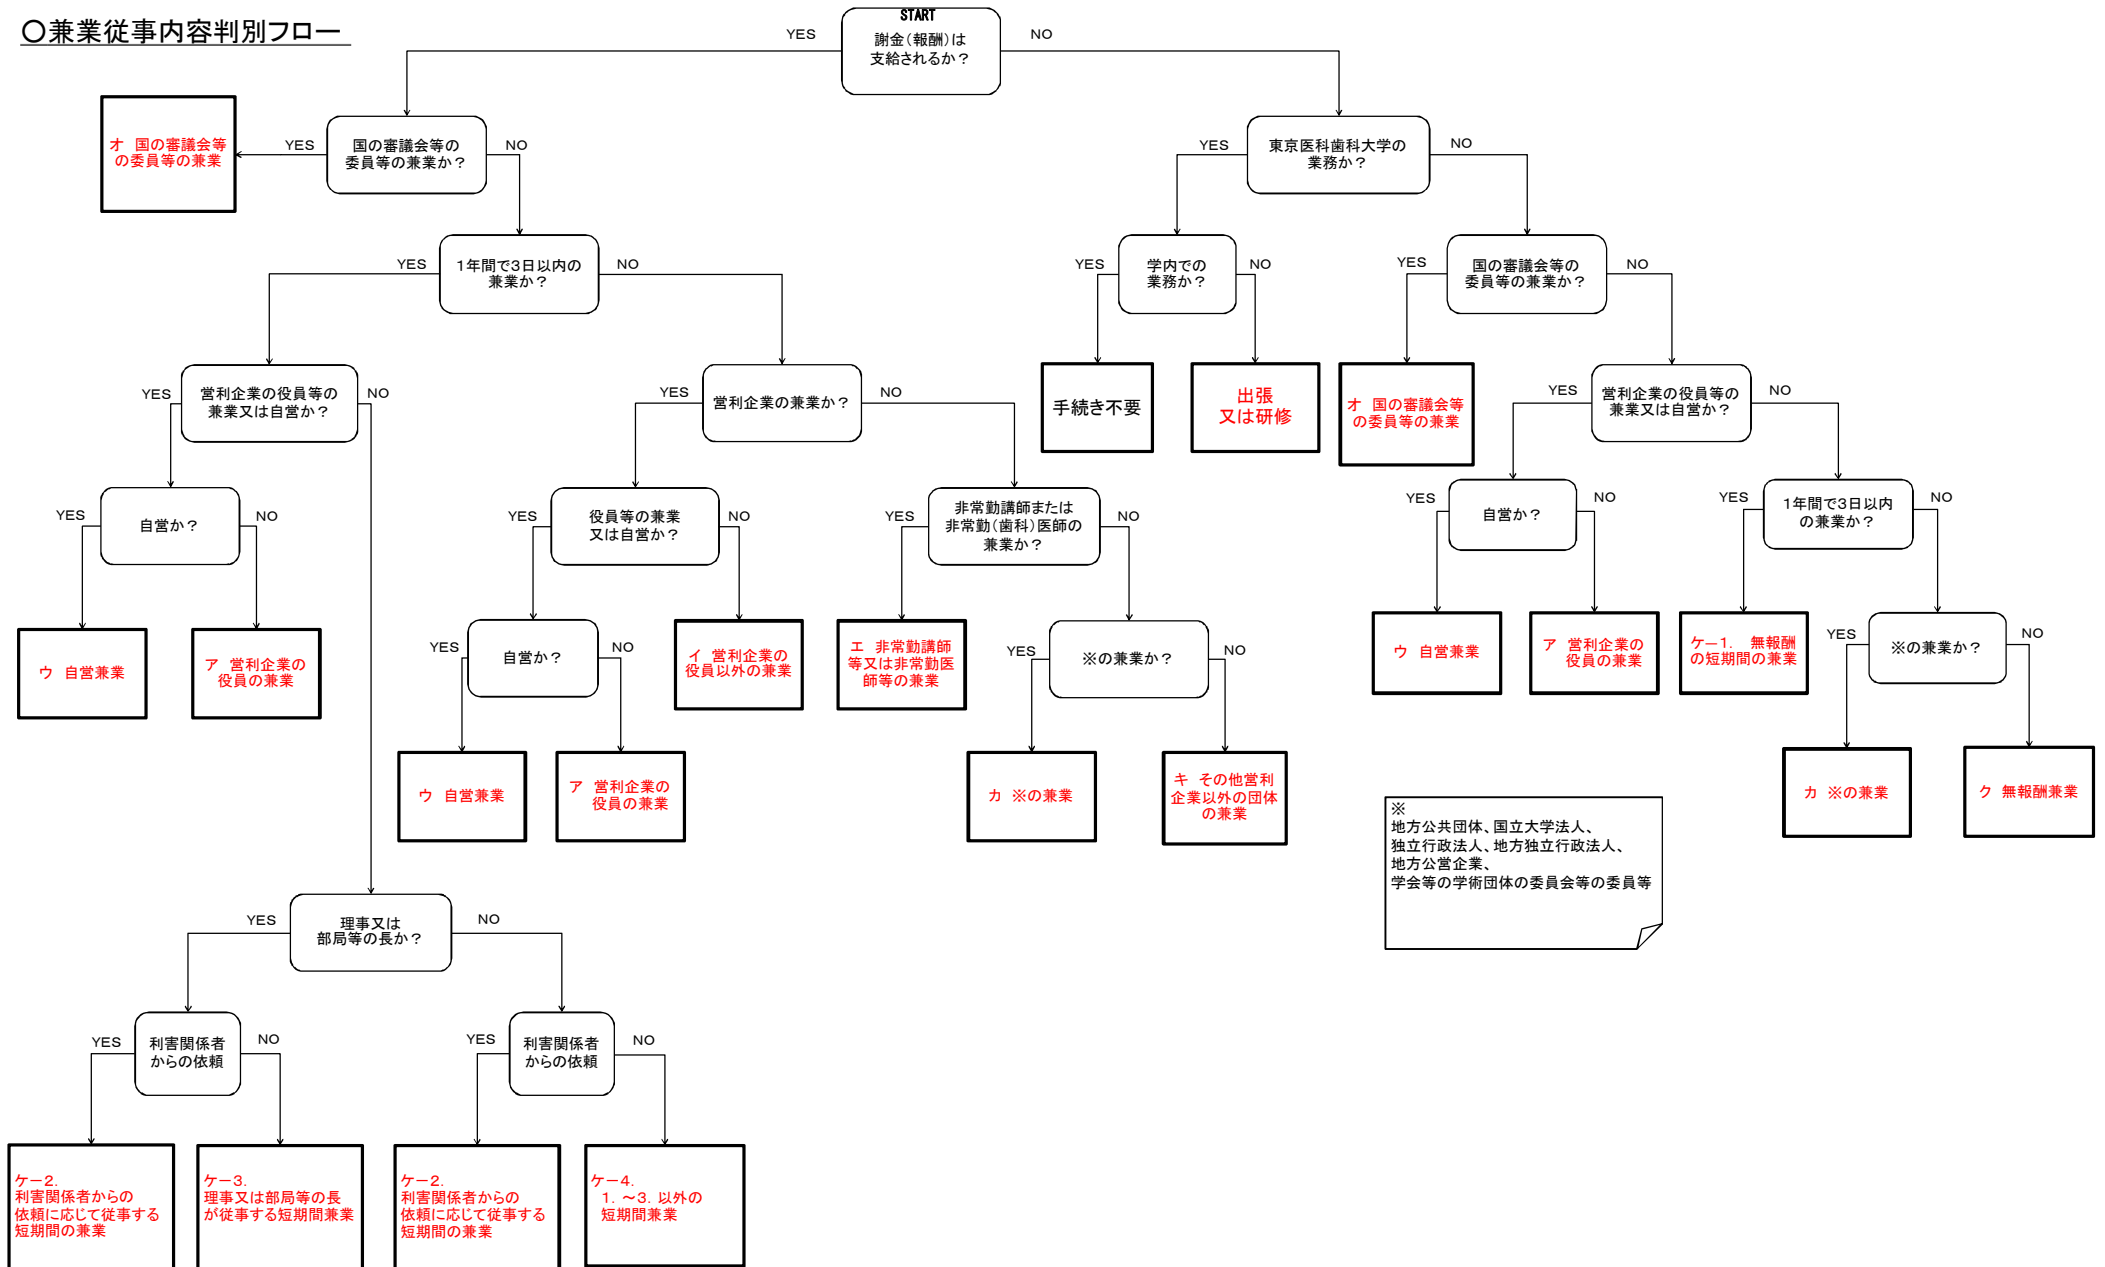 〇兼業従事内容判別フロー
START
謝金(報酬)は
支給されるか?
YES
NO
オ 国の審議会等
の委員等の兼業
YES
国の審議会等の
委員等の兼業か?
NO
YES
東京医科歯科大学の
業務か?
NO
YES
1年間で3日以内の
兼業か?
NO
YES
学内での
業務か?
NO
YES
国の審議会等の
委員等の兼業か?
NO
YES
営利企業の役員等の
兼業又は自営か?
NO
YES
営利企業の兼業か?
NO
手続き不要
出張
又は研修
オ 国の審議会等
の委員等の兼業
YES
営利企業の役員等の
兼業又は自営か?
NO
YES
自営か?
NO
YES
役員等の兼業
又は自営か?
NO
YES
非常勤講師または
非常勤(歯科)医師の
兼業か?
NO
YES
自営か?
NO
YES
1年間で3日以内
の兼業か?
NO
ウ 自営兼業
ア 営利企業の
役員の兼業
YES
自営か?
NO
イ 営利企業の
役員以外の兼業
エ 非常勤講師
等又は非常勤医
師等の兼業
YES
※の兼業か?
NO
ウ 自営兼業
ア 営利企業の
役員の兼業
ケー1. 無報酬
の短期間の兼業
YES
※の兼業か?
NO
ウ 自営兼業
ア 営利企業の
役員の兼業
カ ※の兼業
キ その他営利
企業以外の団体
の兼業
カ ※の兼業
ク 無報酬兼業
※
地方公共団体、国立大学法人、
独立行政法人、地方独立行政法人、
地方公営企業、
学会等の学術団体の委員会等の委員等
YES
理事又は
部局等の長か?
NO
YES
利害関係者
からの依頼
NO
YES
利害関係者
からの依頼
NO
ケー2.
利害関係者からの
依頼に応じて従事する
短期間の兼業
ケー3.
理事又は部局等の長
が従事する短期間兼業
ケー2.
利害関係者からの
依頼に応じて従事する
短期間の兼業
ケー4.
1.~3.以外の
短期間兼業